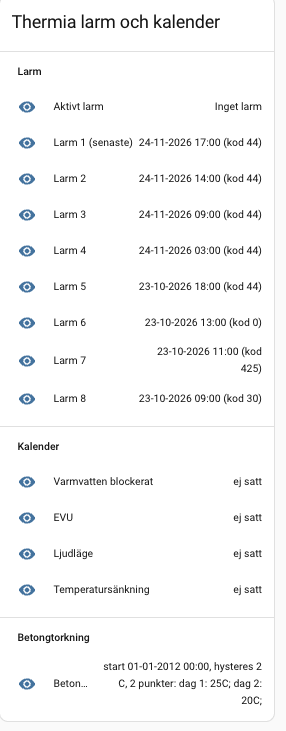 Thermia larm och kalender
Larm
Aktivt larm Inget larm
Larm 1 (senaste) 24-11-2026 17:00 (kod 44)
Larm 2 24-11-2026 14:00 (kod 44)
Larm 3 24-11-2026 09:00 (kod 44)
Larm 4 24-11-2026 03:00 (kod 44)
Larm 5 23-10-2026 18:00 (kod 44)
Larm 6 23-10-2026 13:00 (kod 0)
Larm 7 23-10-2026 11:00 (kod
425)
Larm 8 23-10-2026 09:00 (kod 30)
Kalender
Varmvatten blockerat ej satt
EVU ej satt
Ljudläge ej satt
Temperatursänkning ej satt
Betongtorkning
start 01-01-2012 00:00, hysteres 2
Beton... C, 2 punkter: dag 1: 25C; dag 2:
20C;